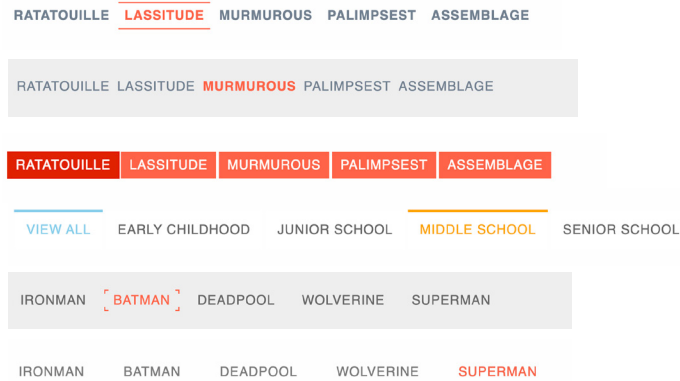 RATATOUILLE LASSITUDE MURMUROUS PALIMPSEST ASSEMBLAGE
RATATOUILLE LASSITUDE MURMUROUS PALIMPSEST ASSEMBLAGE
RATATOUILLE LASSITUDE MURMUROUS PALIMPSEST ASSEMBLAGE
VIEW ALL EARLY CHILDHOOD JUNIOR SCHOOL MIDDLE SCHOOL SENIOR SCHOOL
IRONMAN BATMAN DEADPOOL WOLVERINE SUPERMAN
IRONMAN BATMAN DEADPOOL WOLVERINE SUPERMAN